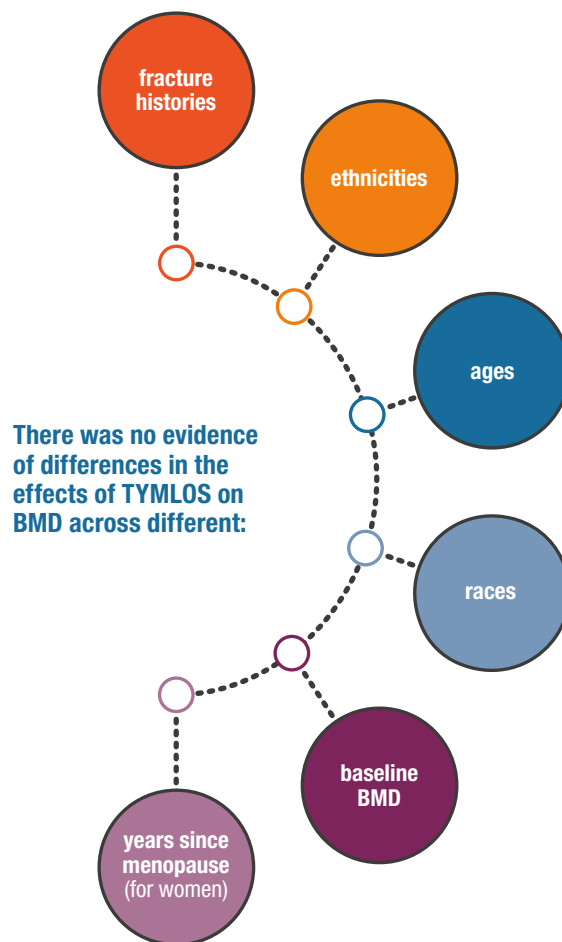 fracture
histories
ethnicities
ages
There was no evidence
of differences in the
effects of TYMLOS on
BMD across different:
races
baseline
BMD
years since
menopause
(for women)